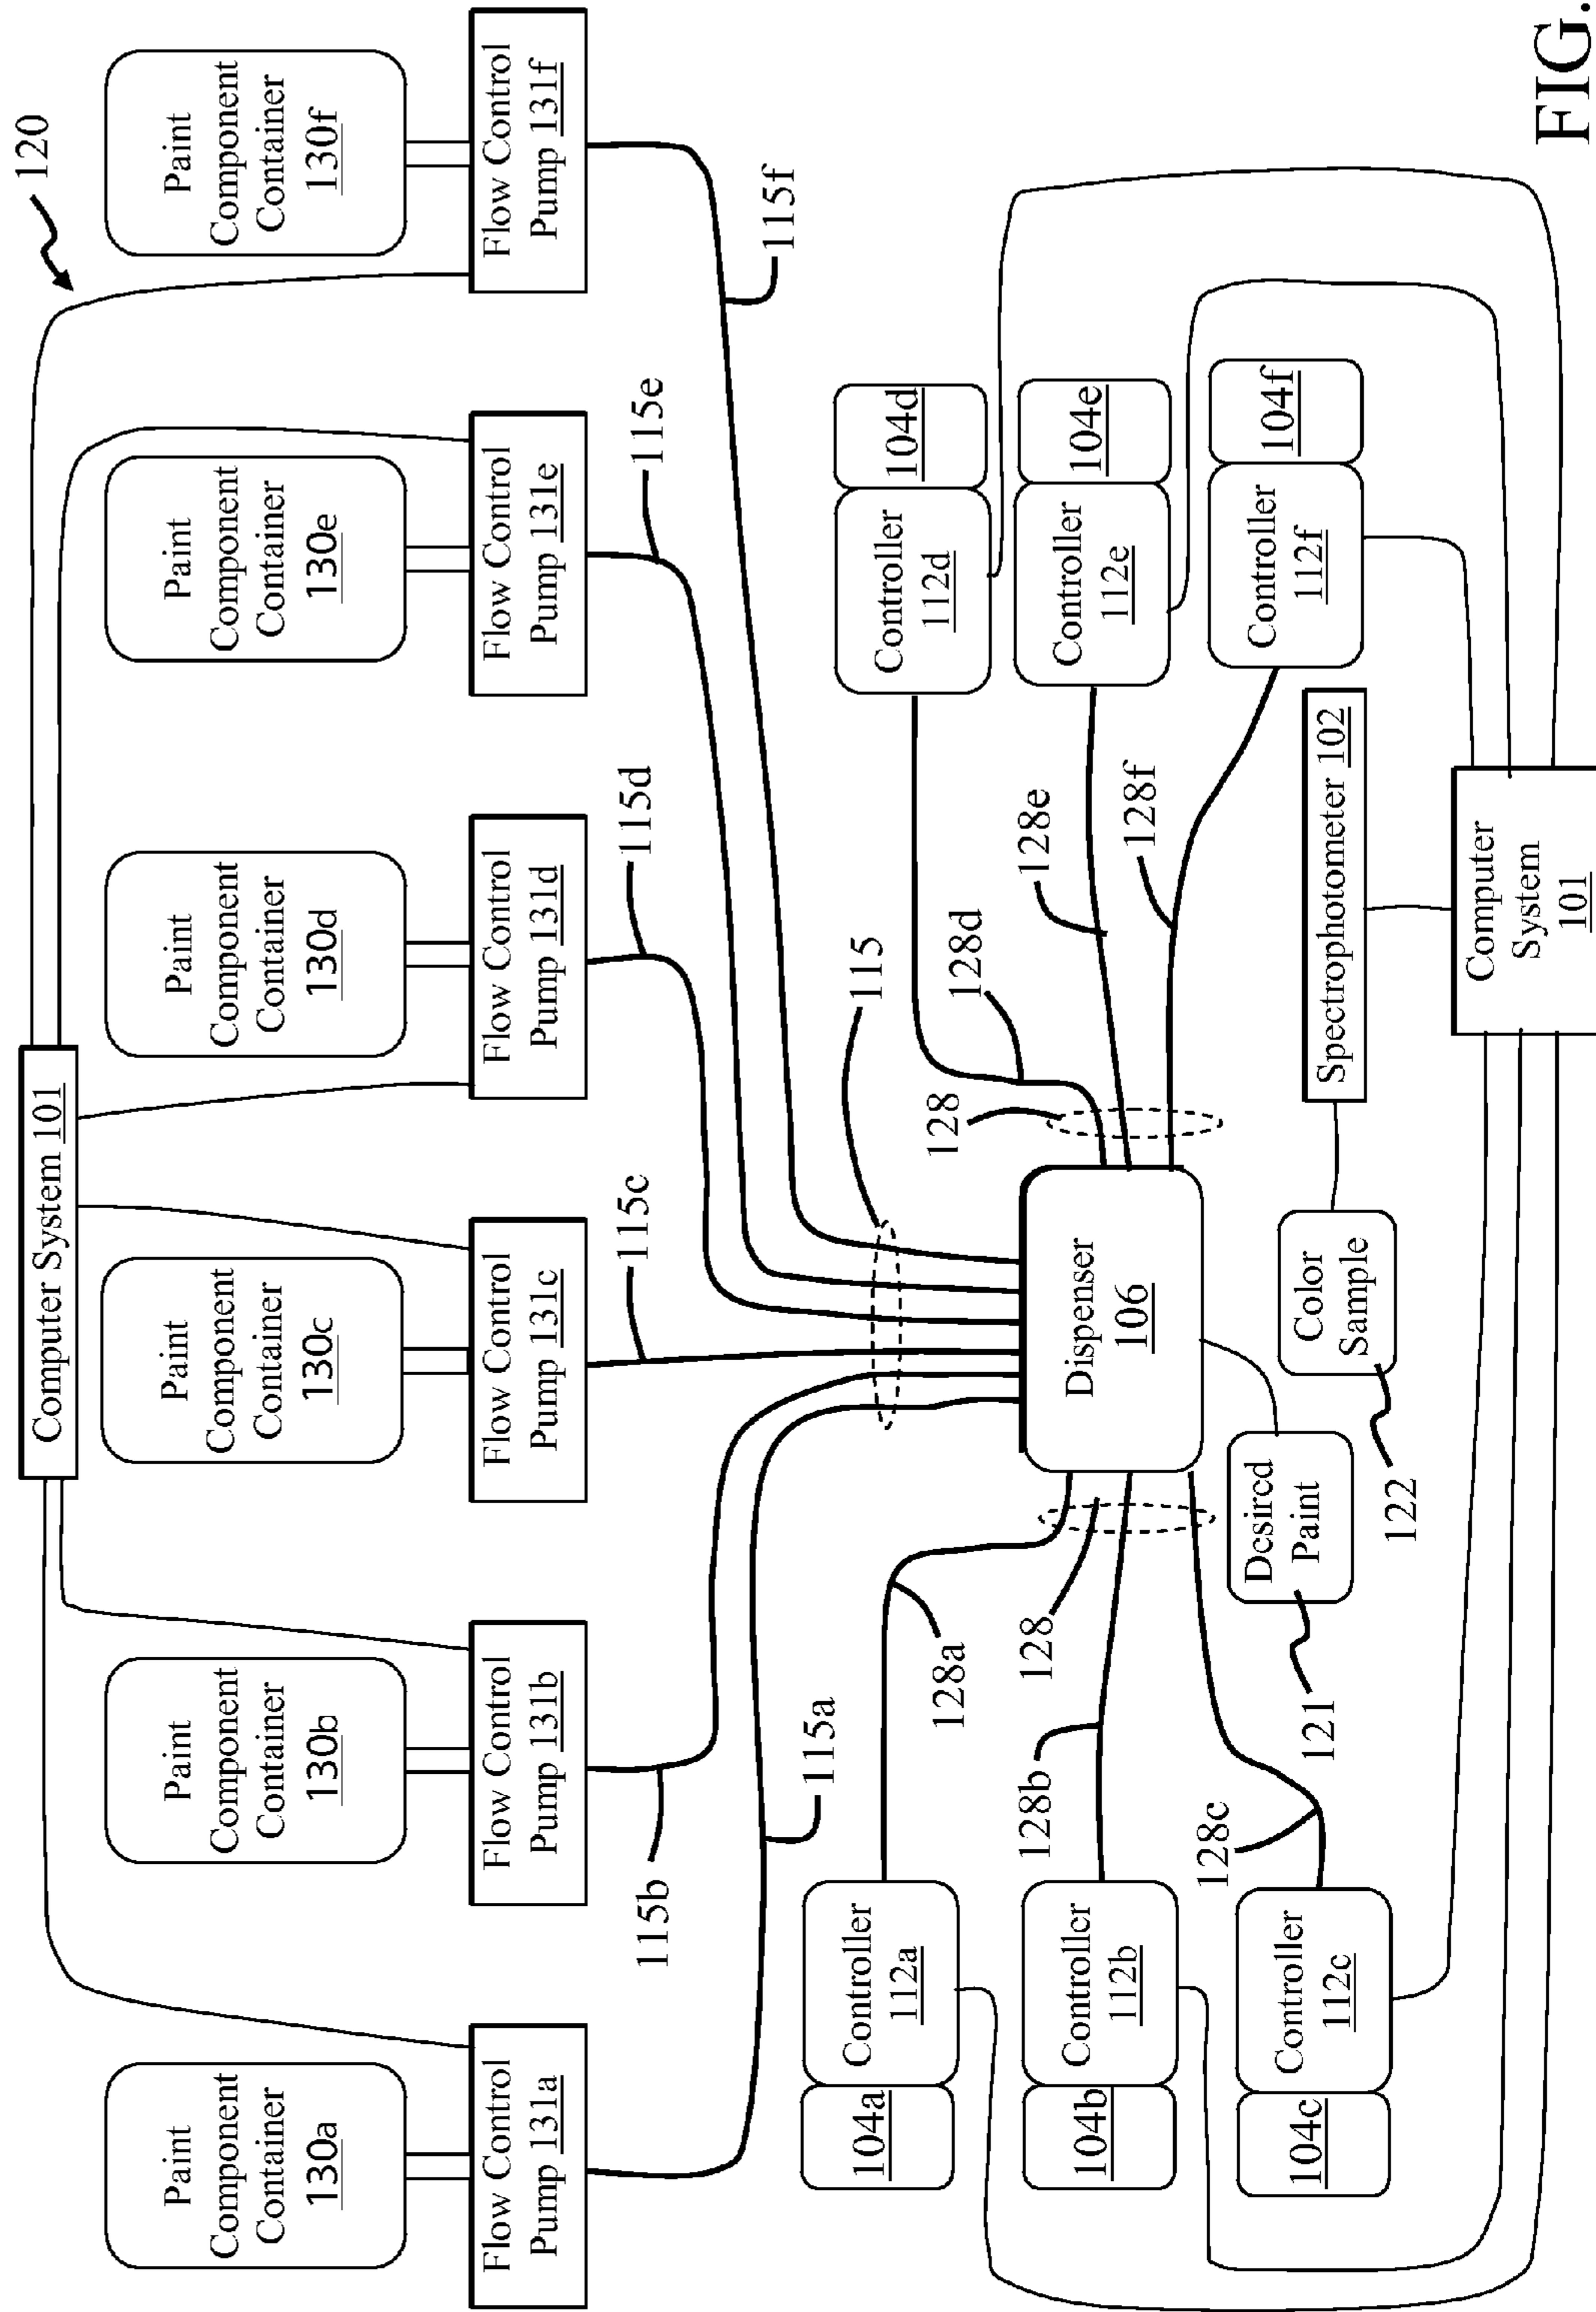 120
Computer System 101
Paint
Component
Container
130a
Paint
Component
Container
130b
Paint
Component
Container
130c
Paint
Component
Container
130d
Paint
Component
Container
130e
Paint
Component
Container
130f
Flow Control
Pump 131a
Flow Control
Pump 131b
Flow Control
Pump 131c
Flow Control
Pump 131d
Flow Control
Pump 131e
Flow Control
Pump 131f
115b
115c
115d
115e
115a
115f
115
104a
Controller
112a
128a
128
128d
Controller
112d
104d
104b
Controller
112b
128b
128
Dispenser
106
128e
Controller
112e
104e
104c
Controller
112c
128c
128f
Controller
112f
104f
121
Desired
Paint
122
Color
Sample
Spectrophotometer 102
Computer
System
101
FIG.